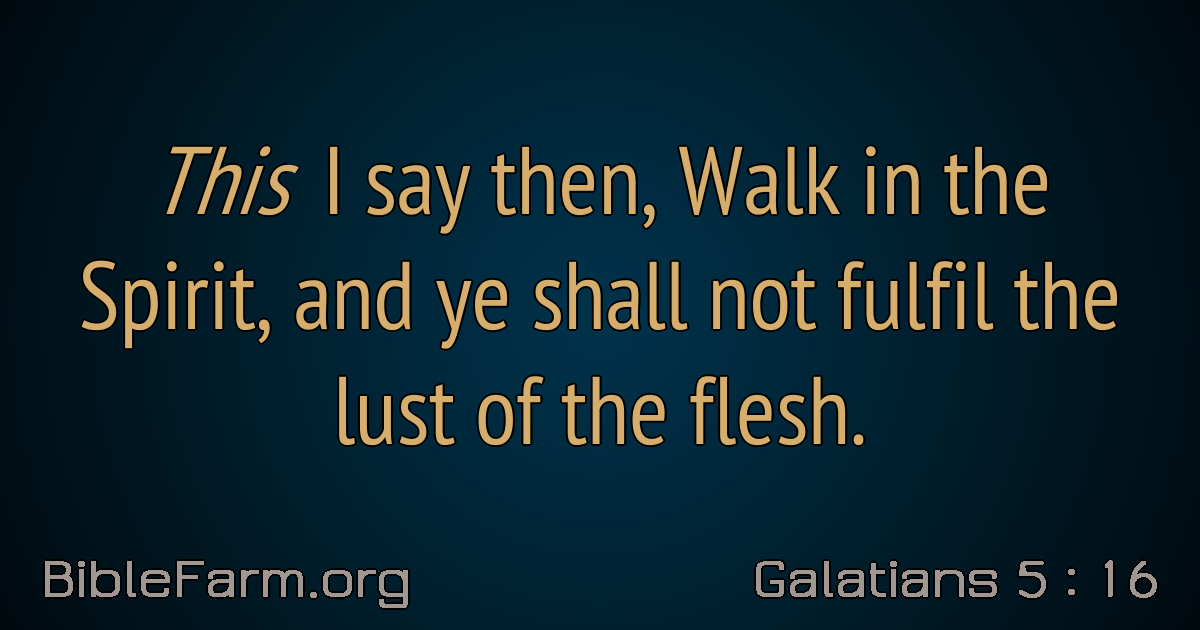 This I say then, Walk in the
Spirit, and ye shall not fulfil the
lust of the flesh.
BibleFarm.org
Galatians 5 : 16